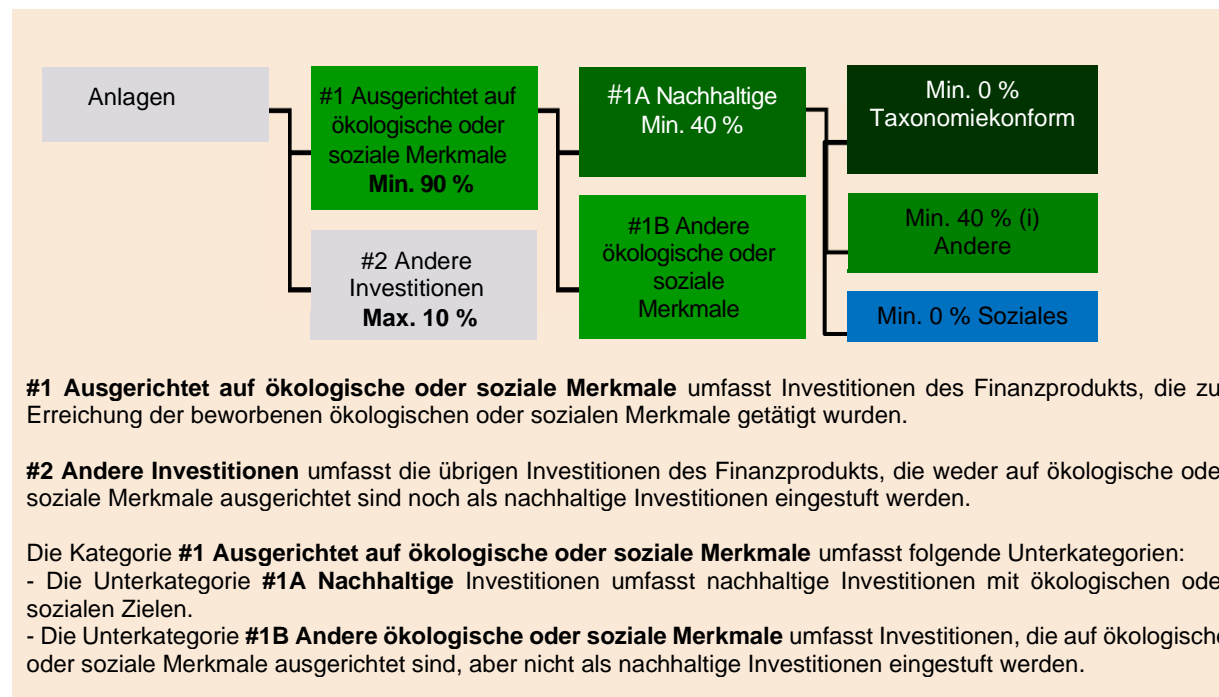 Anlagen
#1 Ausgerichtet auf
ökologische oder
soziale Merkmale
Min. 90 %
#2 Andere
Investitionen
Max. 10 %
#1A Nachhaltige
Min. 40 %
#1B Andere
ökologische oder
soziale
Merkmale
Min. 0 %
Taxonomiekonform
Min. 40 % (i)
Andere
Min. 0 % Soziales
#1 Ausgerichtet auf ökologische oder soziale Merkmale umfasst Investitionen des Finanzprodukts, die zu
Erreichung der beworbenen ökologischen oder sozialen Merkmale getätigt wurden.
#2 Andere Investitionen umfasst die übrigen Investitionen des Finanzprodukts, die weder auf ökologische ode
soziale Merkmale ausgerichtet sind noch als nachhaltige Investitionen eingestuft werden.
Die Kategorie #1 Ausgerichtet auf ökologische oder soziale Merkmale umfasst folgende Unterkategorien:
- Die Unterkategorie #1A Nachhaltige Investitionen umfasst nachhaltige Investitionen mit ökologischen ode
sozialen Zielen.
- Die Unterkategorie #1B Andere ökologische oder soziale Merkmale umfasst Investitionen, die auf ökologische
oder soziale Merkmale ausgerichtet sind, aber nicht als nachhaltige Investitionen eingestuft werden.